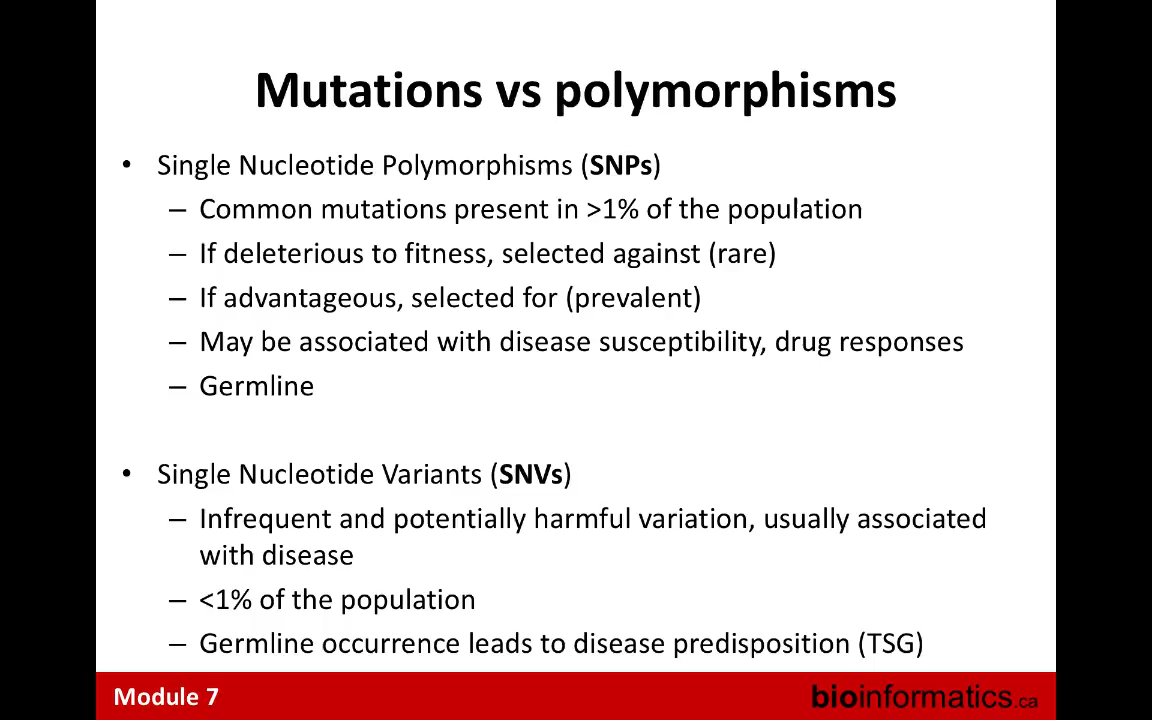 Mutations vs polymorphisms
• Single Nucleotide Polymorphisms (SNPs)
– Common mutations present in >1% of the population
– If deleterious to fitness, selected against (rare)
– If advantageous, selected for (prevalent)
– May be associated with disease susceptibility, drug responses
– Germline
• Single Nucleotide Variants (SNVs)
– Infrequent and potentially harmful variation, usually associated
with disease
– <1% of the population
– Germline occurrence leads to disease predisposition (TSG)
Module 7
bioinformatics.ca